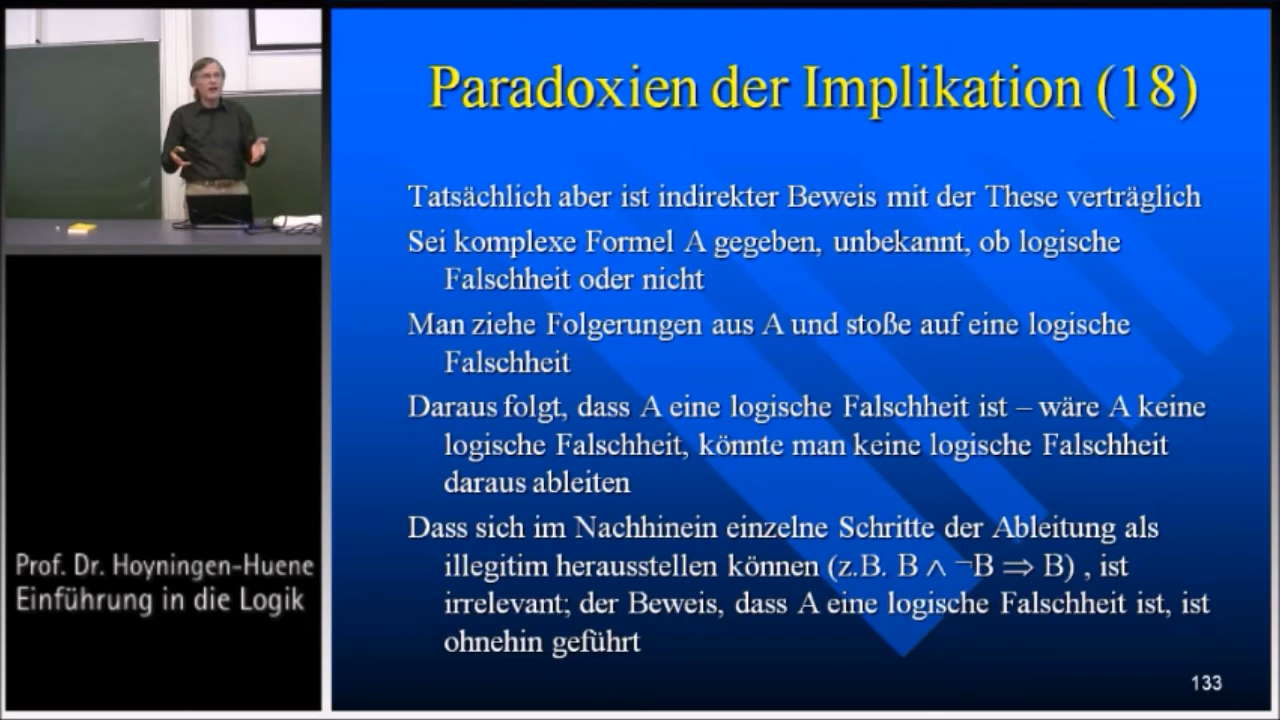 Paradoxien der Implikation (18)
Tatsächlich aber ist indirekter Beweis mit der These verträglich
Sei komplexe Formel A gegeben, unbekannt, ob logische
Falschheit oder nicht
Man ziehe Folgerungen aus A und stoße auf eine logische
Falschheit
Daraus folgt, dass A eine logische Falschheit ist – wäre A keine
logische Falschheit, könnte man keine logische Falschheit
daraus ableiten
Dass sich im Nachhinein einzelne Schritte der Ableitung als
illegitim herausstellen können (z.B. B ∧ ¬B ⇒ B) , ist
irrelevant; der Beweis, dass A eine logische Falschheit ist, ist
ohnehin geführt
133
Prof. Dr. Hoyningen-Huene
Einführung in die Logik